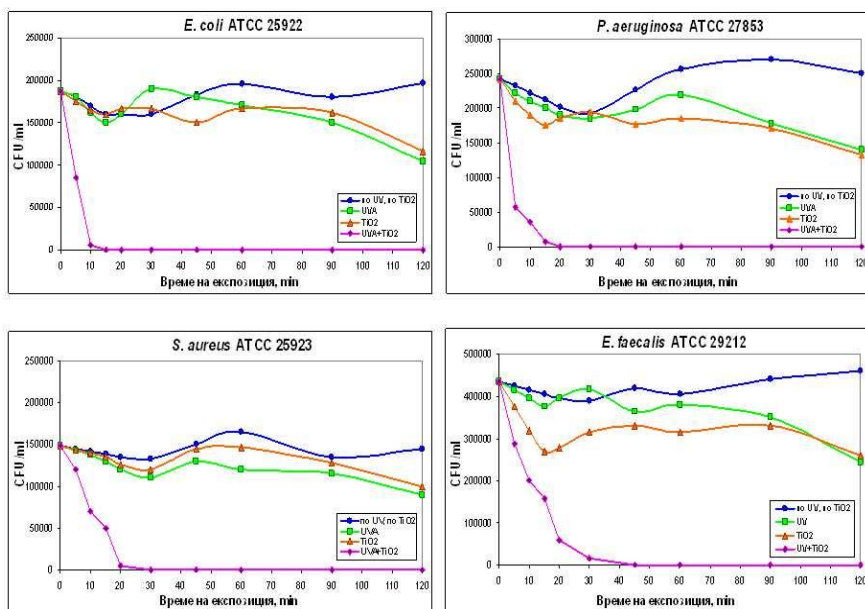 E. coli ATCC 25922
250000
200000
150000
100000
50000
0
CFU /ml
no UV, no TiO2
UVA
TiO2
UVA+TiO2
0 10 20 30 40 50 60 70 80 90 100 110 120
Време на експозиция, min
P. aeruginosa ATCC 27853
300000
250000
200000
150000
100000
50000
0
CFU /ml
no UV, no TiO2
UVA
TiO2
UVA+TiO2
0 10 20 30 40 50 60 70 80 90 100 110 120
Време на експозиция, min
S. aureus ATCC 25923
250000
200000
150000
100000
50000
0
CFU /ml
no UV, no TiO2
UVA
TiO2
UVA+TiO2
0 10 20 30 40 50 60 70 80 90 100 110 120
Време на експозиция, min
E. faecalis ATCC 29212
500000
400000
300000
200000
100000
0
CFU /ml
no UV, no TiO2
UV
TiO2
UV+TiO2
0 10 20 30 40 50 60 70 80 90 100 110 120
Време на експозиция, min